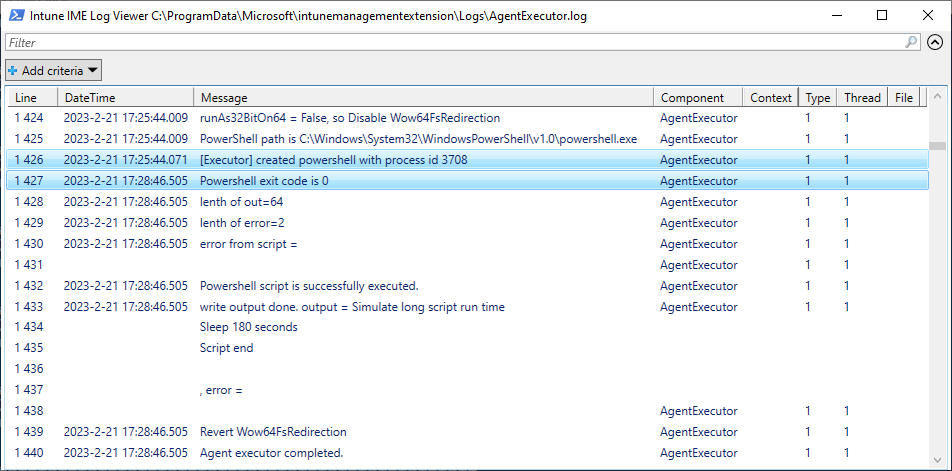 Intune IME Log Viewer C:\ProgramData\Microsoft\intunemanagementextension\Logs\AgentExecutor.log
Filter
Add criteria
Line DateTime Message Component Context Type Thread File
1 424 2023-2-21 17:25:44.009 runAs32BitOn64 = False, so Disable Wow64FsRedirection AgentExecutor 1 1
1 425 2023-2-21 17:25:44.009 PowerShell path is C:\Windows\System32\WindowsPowerShell\v1.0\powershell.exe AgentExecutor 1 1
1 426 2023-2-21 17:25:44.071 [Executor] created powershell with process id 3708 AgentExecutor 1 1
1 427 2023-2-21 17:28:46.505 Powershell exit code is 0 AgentExecutor 1 1
1 428 2023-2-21 17:28:46.505 lenth of out=64 AgentExecutor 1 1
1 429 2023-2-21 17:28:46.505 lenth of error=2 AgentExecutor 1 1
1 430 2023-2-21 17:28:46.505 error from script = AgentExecutor 1 1
1 431 AgentExecutor 1 1
1 432 2023-2-21 17:28:46.505 Powershell script is successfully executed. AgentExecutor 1 1
1 433 2023-2-21 17:28:46.505 write output done. output = Simulate long script run time AgentExecutor 1 1
1 434 Sleep 180 seconds
1 435 Script end
1 436
1 437 , error =
1 438 AgentExecutor 1 1
1 439 2023-2-21 17:28:46.505 Revert Wow64FsRedirection AgentExecutor 1 1
1 440 2023-2-21 17:28:46.505 Agent executor completed. AgentExecutor 1 1